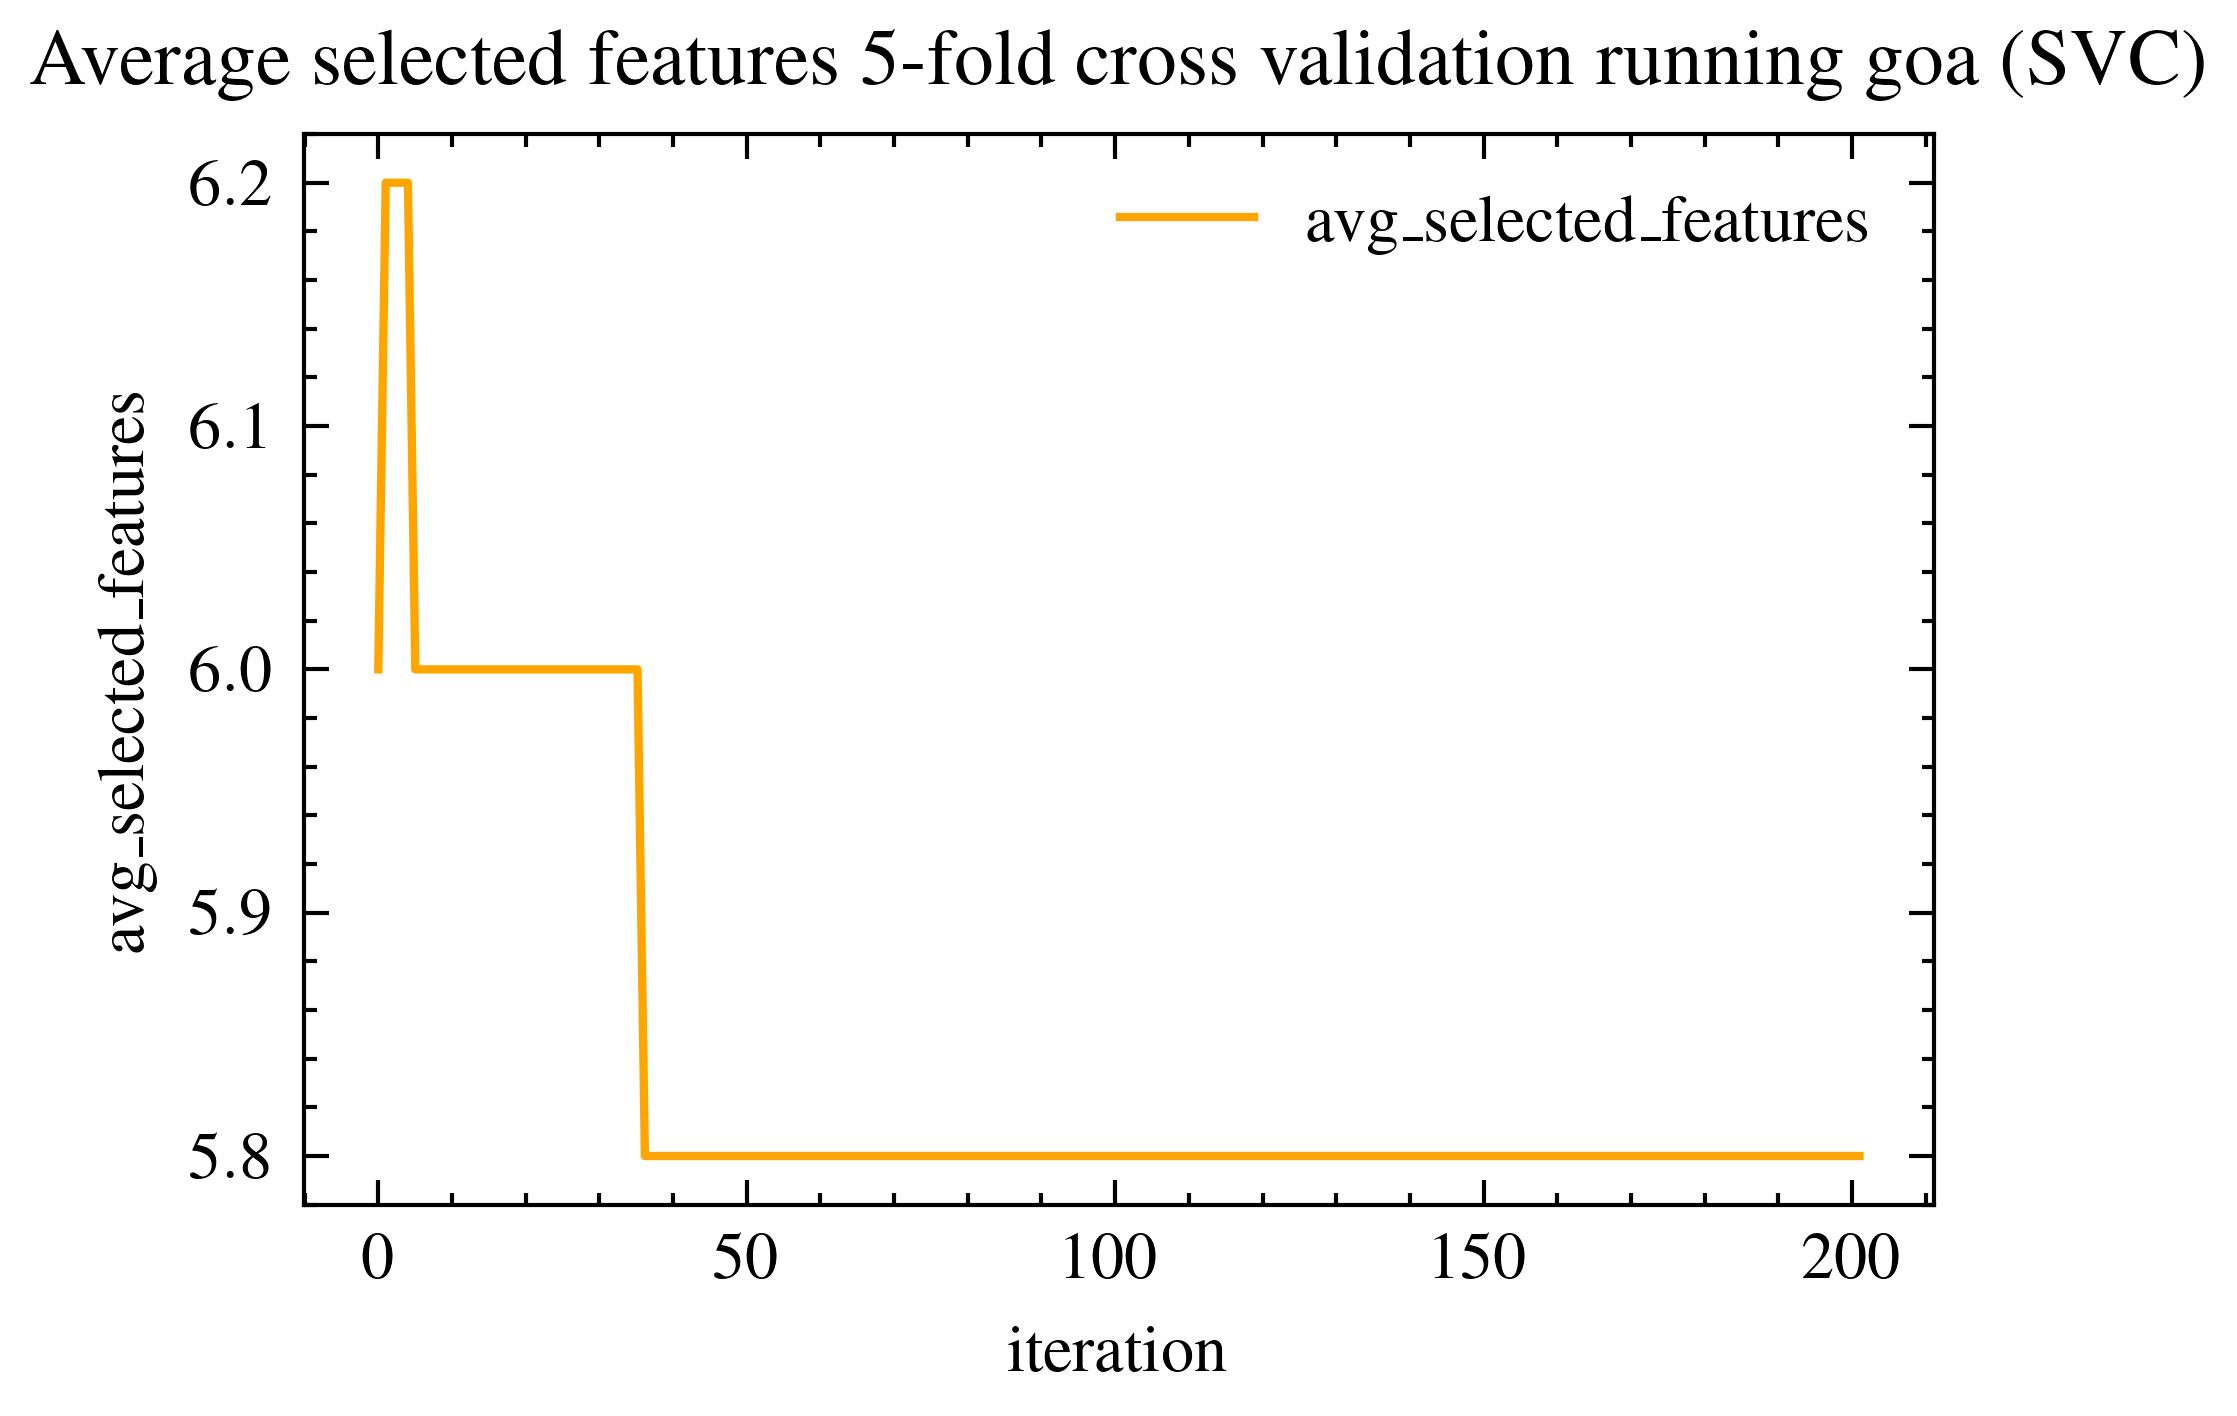 Average selected features 5-fold cross validation running goa (SVC)
avg_selected_features
6.2
6.1
6.0
5.9
5.8
avg_selected_features
0 50 100 150 200
iteration